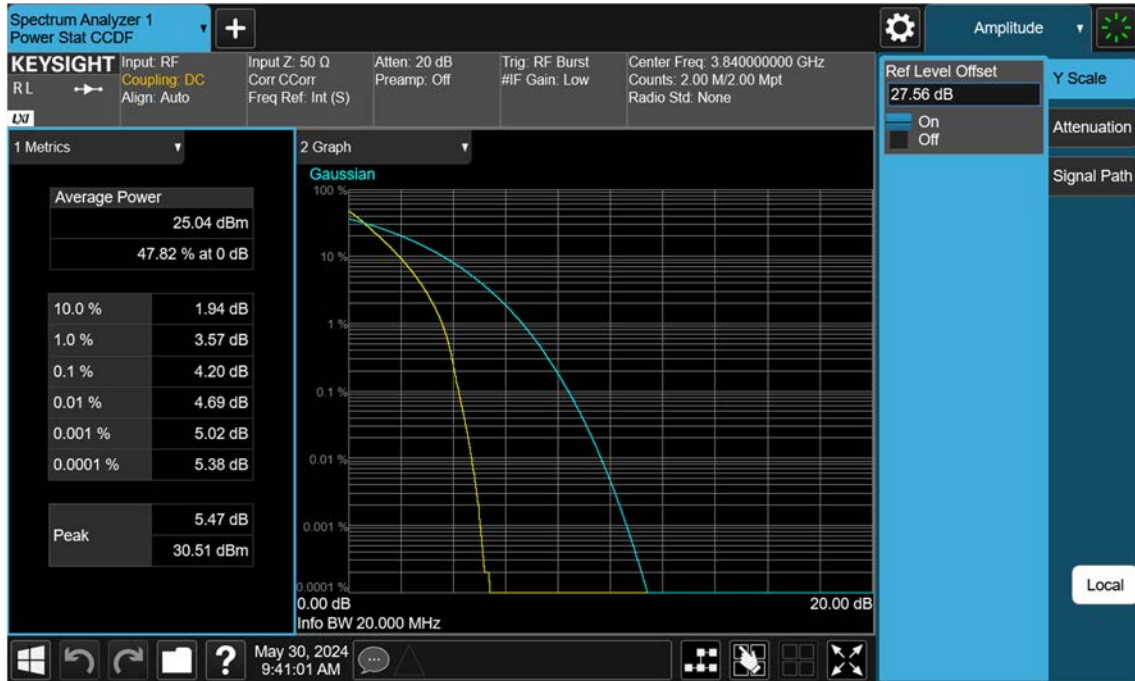 Spectrum Analyzer 1
Power Stat CCDF
+
Amplitude
KEYSIGHT
R L
LXI
Input: RF
Coupling: DC
Align: Auto
Input Z: 50 Ω
Corr CCorr
Freq Ref: Int (S)
Atten: 20 dB
Preamp: Off
Trig: RF Burst
#IF Gain: Low
Center Freq: 3.840000000 GHz
Counts: 2.00 M/2.00 Mpt
Radio Std: None
Ref Level Offset
27.56 dB
On
Off
Y Scale
Attenuation
Signal Path
1 Metrics
Average Power
25.04 dBm
47.82 % at 0 dB
10.0 % 1.94 dB
1.0 % 3.57 dB
0.1 % 4.20 dB
0.01 % 4.69 dB
0.001 % 5.02 dB
0.0001 % 5.38 dB
Peak
5.47 dB
30.51 dBm
2 Graph
Gaussian
100 %
10 %
1 %
0.1 %
0.01 %
0.001 %
0.0001 %
0.00 dB 20.00 dB
Info BW 20.000 MHz
Local
?
May 30, 2024
9:41:01 AM